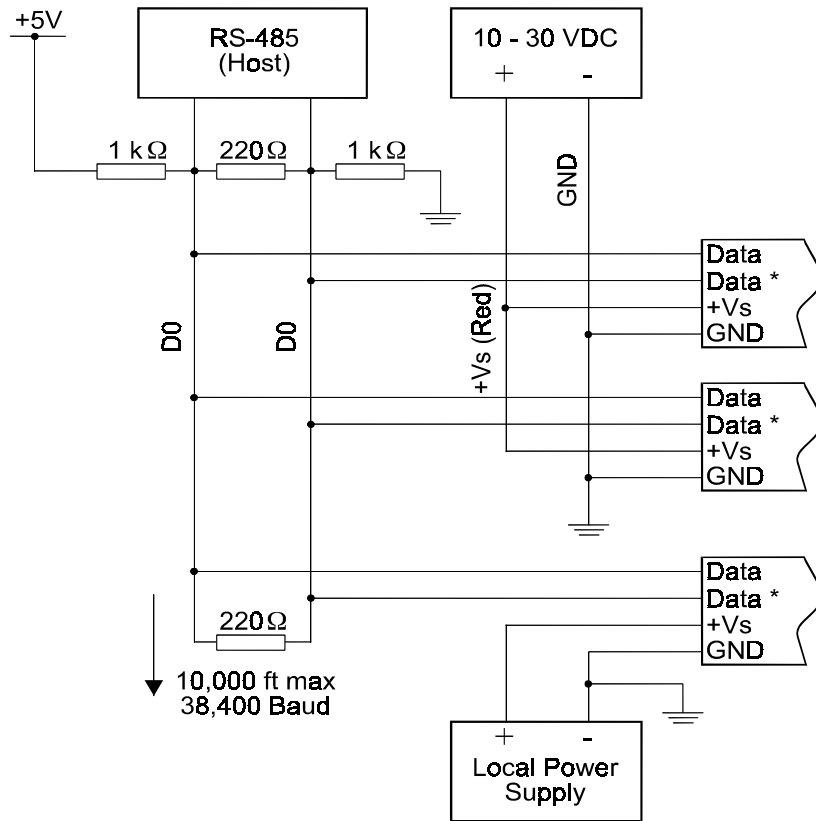 +5V
RS-485
(Host)
10 - 30 VDC
+ -
1 kΩ
220Ω
1 kΩ
GND
Data
Data *
+Vs
GND
D0
D0
+Vs (Red)
Data
Data *
+Vs
GND
Data
Data *
+Vs
GND
220Ω
10,000 ft max
38,400 Baud
+ -
Local Power
Supply